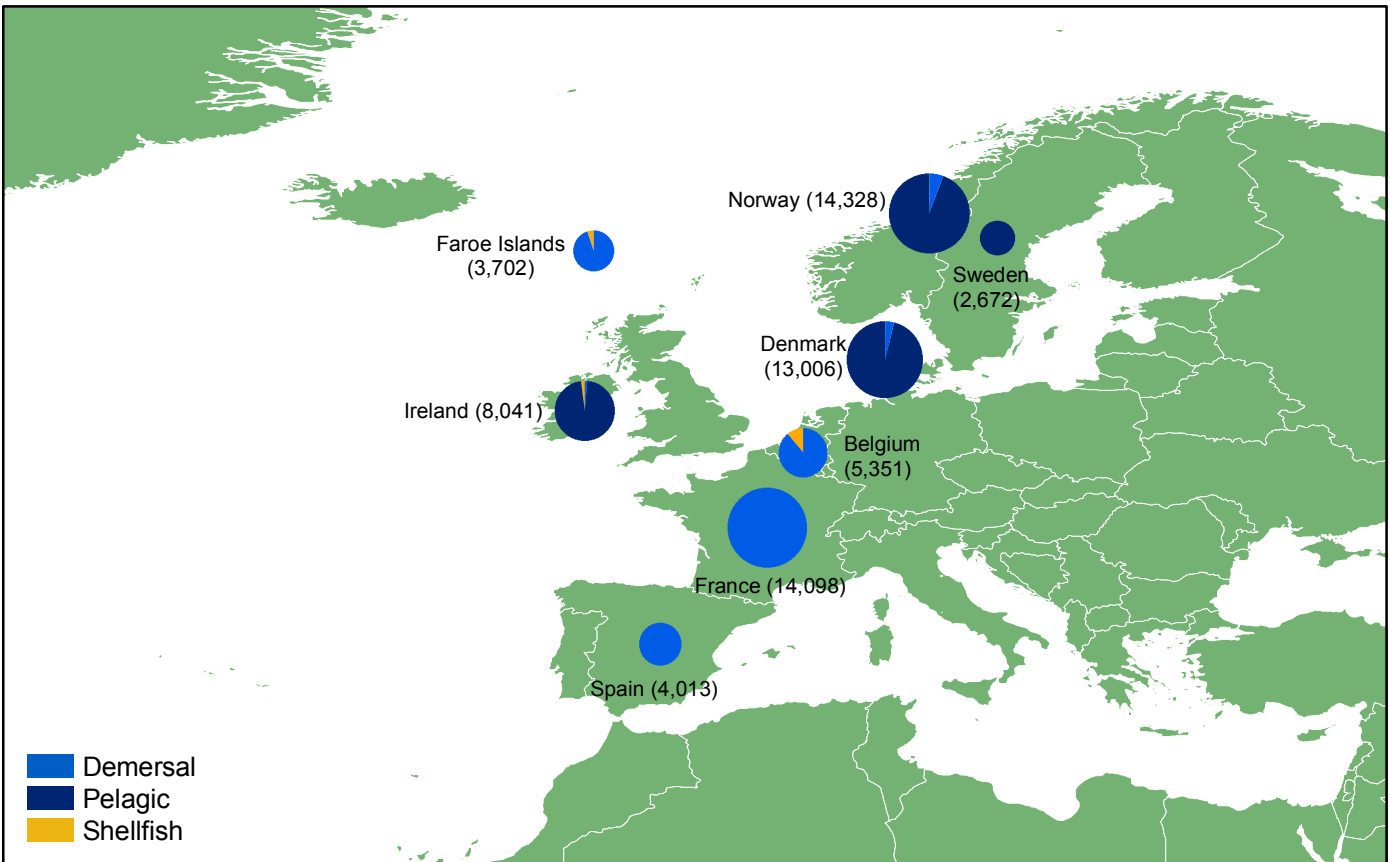 Norway (14,328)
Faroe Islands
(3,702)
Sweden
(2,672)
Denmark
(13,006)
Ireland (8,041)
Belgium
(5,351)
France (14,098)
Spain (4,013)
Demersal
Pelagic
Shellfish